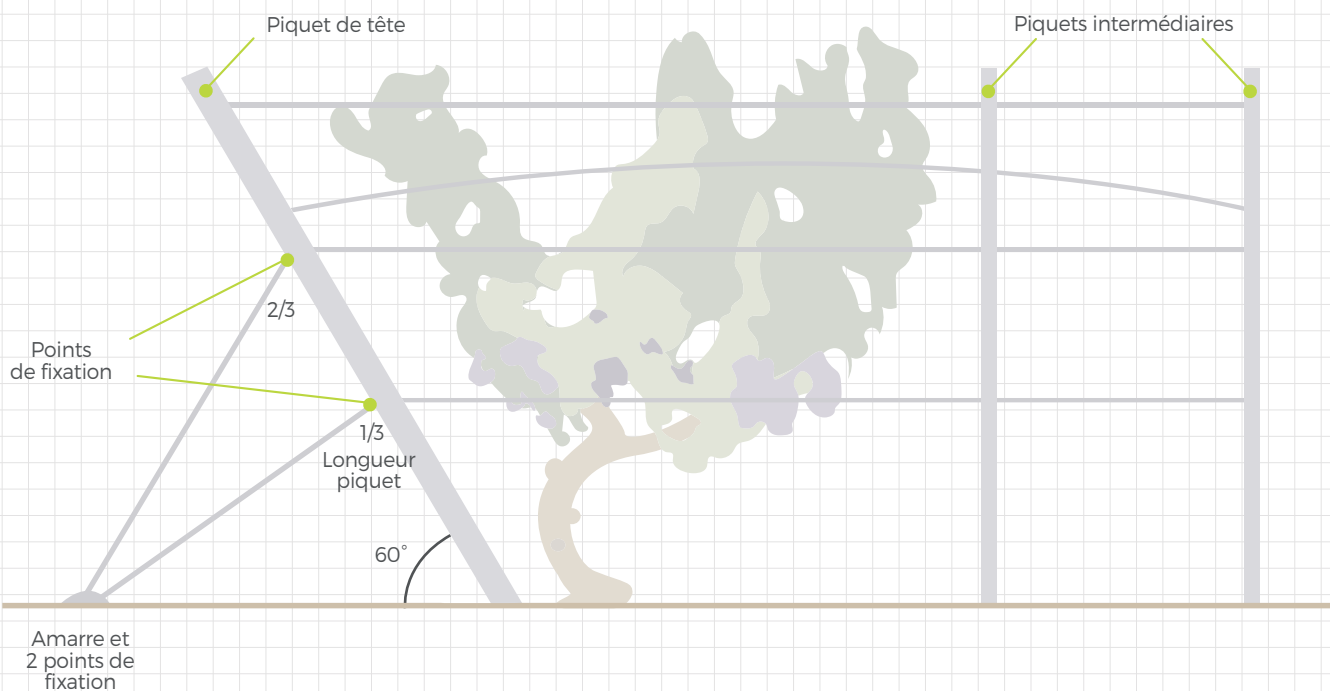 Piquet de tête
Piquets intermédiaires
2/3
Points
de fixation
1/3
Longueur
piquet
60°
Amarre et
2 points de
fixation